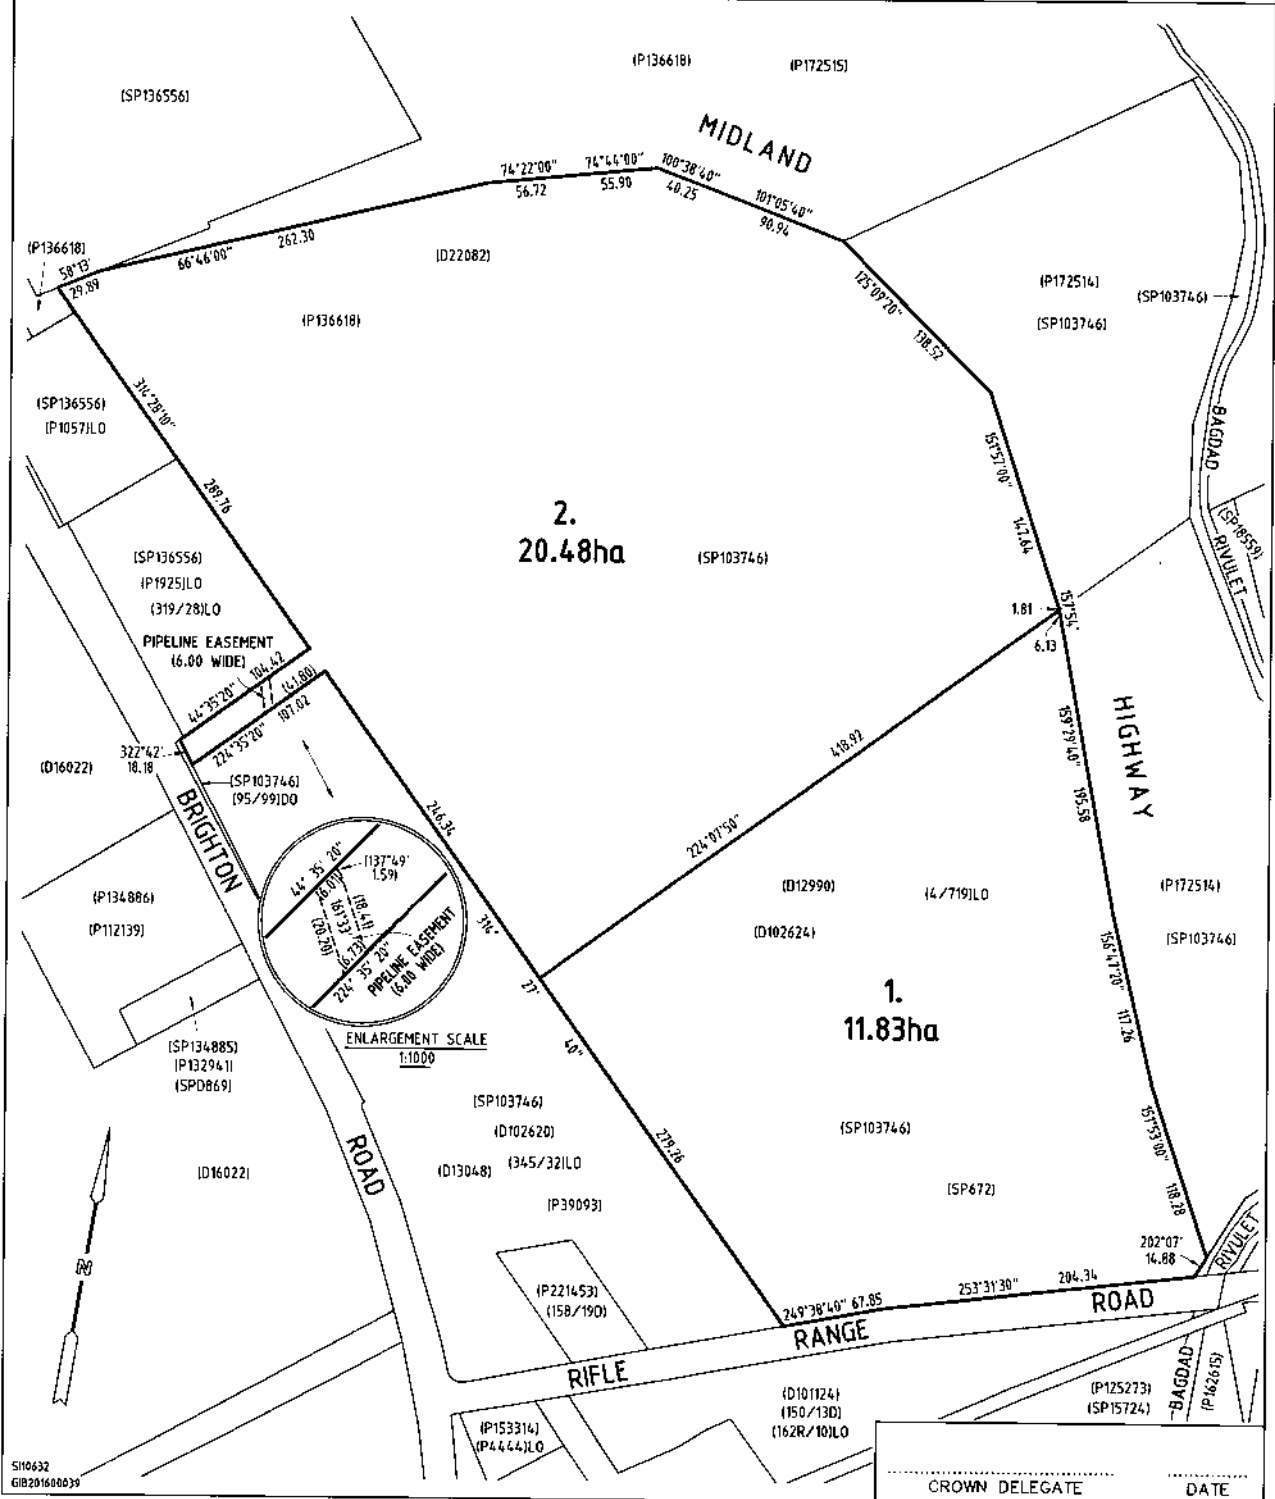 (P136618)
(P172515)
(SP136556)
MIDLAND
74°22'00"
56.72
74°44'00"
55.90
100°38'40"
40.25
101°05'40"
90.94
(P136618)
58°13'
29.89
66°46'00"
262.30
(D22082)
(P136618)
125°09'20"
138.52
(P172514)
(SP103746)
(SP103746)
(SP136556)
(P1057)LO
314°28'10"
289.76
151°57'00"
147.64
BAGDAD
RIVULET
(SP18559)
2.
20.48ha
(SP103746)
(SP136556)
(P1925)LO
(319/28)LO
PIPELINE EASEMENT
(6.00 WIDE)
44°35'20"
104.42
(41.80)
107.02
224°35'20"
322°42'
18.18
1.81
157°54'
6.13
HIGHWAY
159°29'40"
195.58
418.92
224°07'50"
(D16022)
(SP103746)
(95/99)DO
BRIGHTON
246.34
44° 35' 20"
(137°49'
1.59)
(6.01)
(18.41)
161°33'
(20.20)
(6.73)
224° 35' 20"
PIPELINE EASEMENT
(6.00 WIDE)
ENLARGEMENT SCALE
1:1000
314°
27'
40"
(P134886)
(P112139)
(D12990)
(4/719)LO
(D102624)
(P172514)
(SP103746)
156°47'20"
117.26
1.
11.83ha
(SP134885)
(P132941)
(SPD869)
(SP103746)
(D102620)
(D13048)
(345/32)LO
(P39093)
279.26
(SP103746)
(SP672)
151°53'00"
118.28
ROAD
(D16022)
N
202°07'
14.88
RIVULET
(P221453)
(158/19D)
249°38'40" 67.85
253°31'30"
204.34
RIFLE
RANGE
ROAD
(D101124)
(150/13D)
(162R/10)LO
(P125273)
(SP15724)
BAGDAD
(P162615)
(P153314)
(P4444)LO
SI10632
GIB201600039
CROWN DELEGATE
DATE